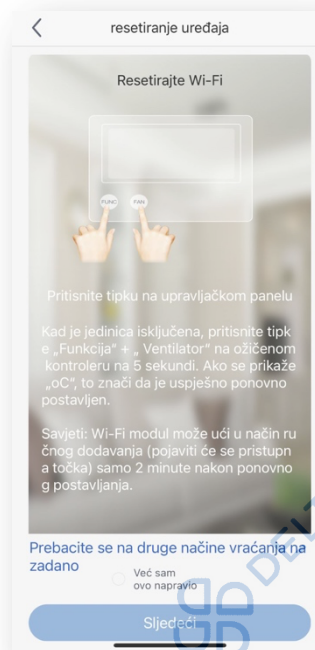 resetiranje uređaja
Resetirajte Wi-Fi
FUNC FAN
Pritisnite tipku na upravljačkom panelu
Kad je jedinica isključena, pritisnite tipk
e „Funkcija" + „ Ventilator" na ožičenom
kontroleru na 5 sekundi. Ako se prikaže
„oC", to znači da je uspješno ponovno
postavljen.
Savjeti: Wi-Fi modul može ući u način ru
čnog dodavanja (pojaviti će se pristupn
a točka) samo 2 minute nakon ponovno
g postavljanja.
Prebacite se na druge načine vraćanja na
zadano
Već sam
ovo napravio
Sljedeći
DELT